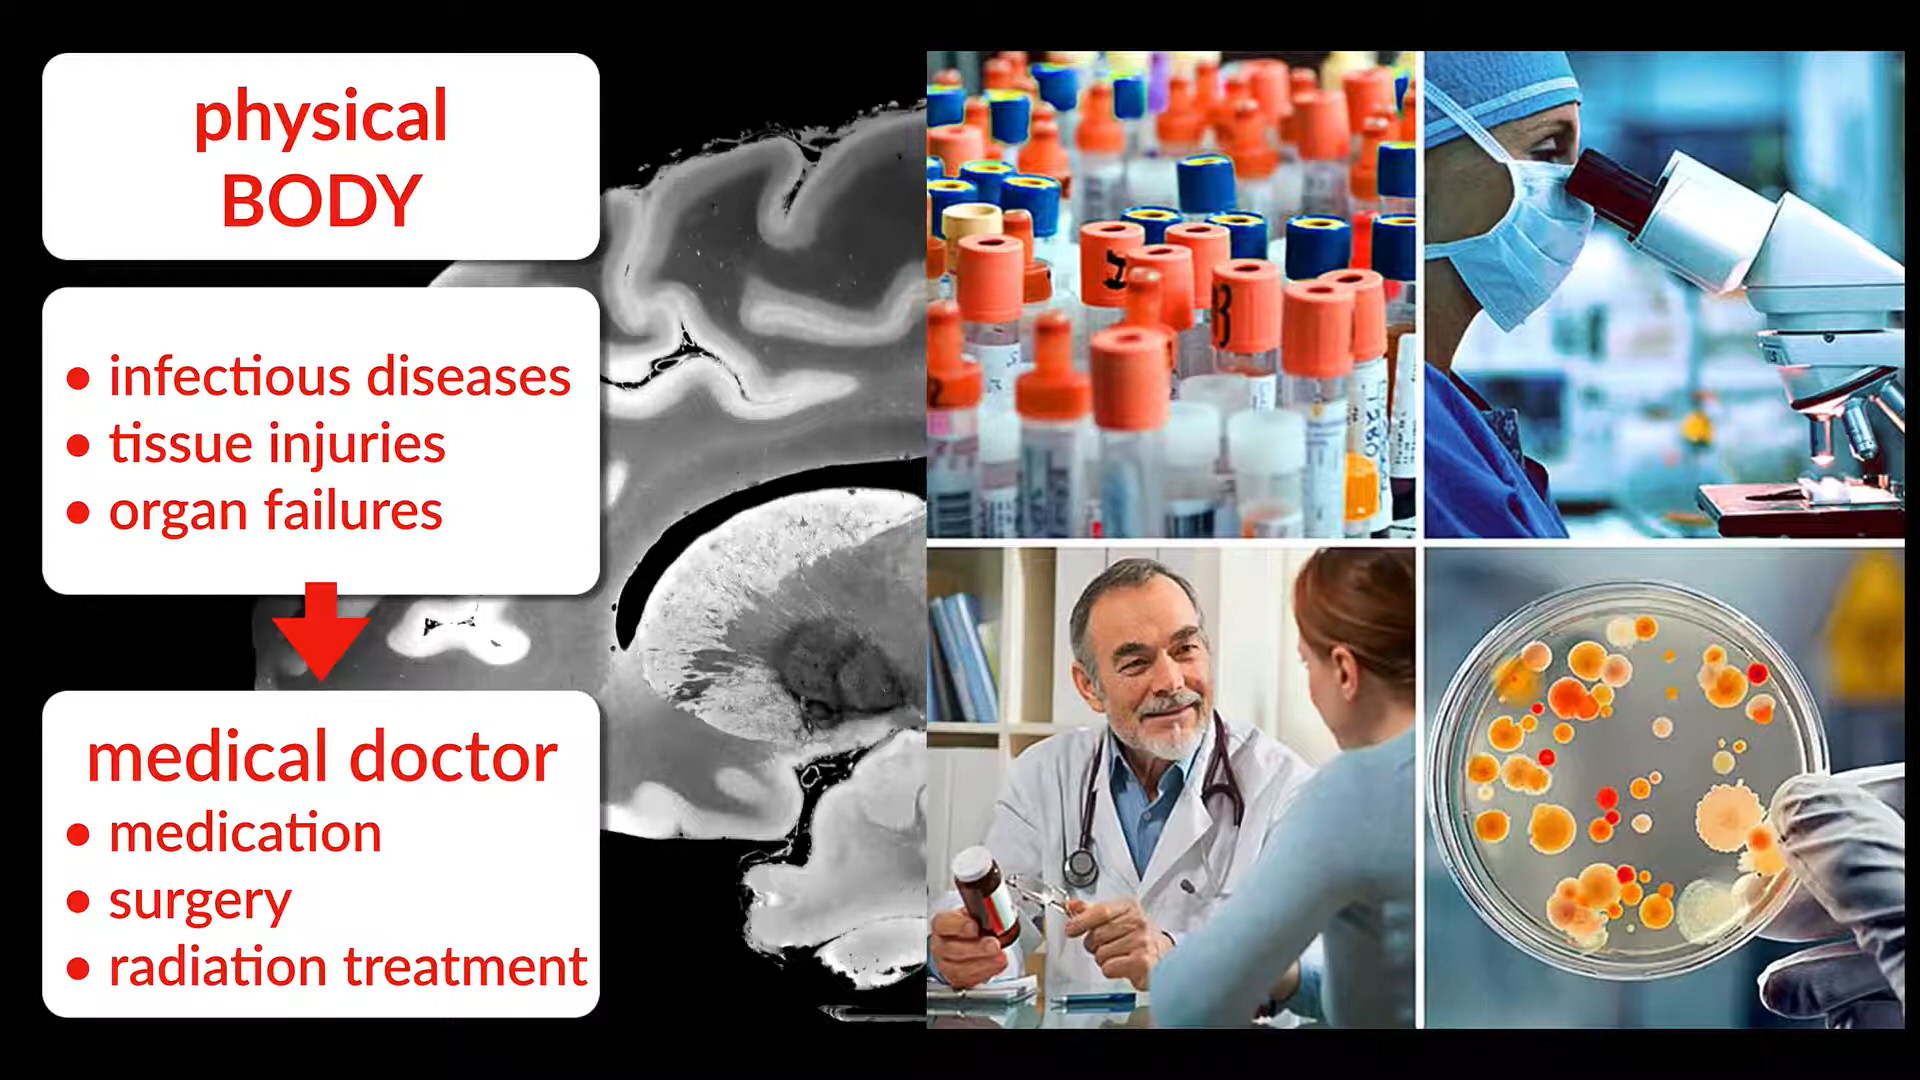 physical
BODY
• infectious diseases
• tissue injuries
• organ failures
medical doctor
• medication
• surgery
• radiation treatment